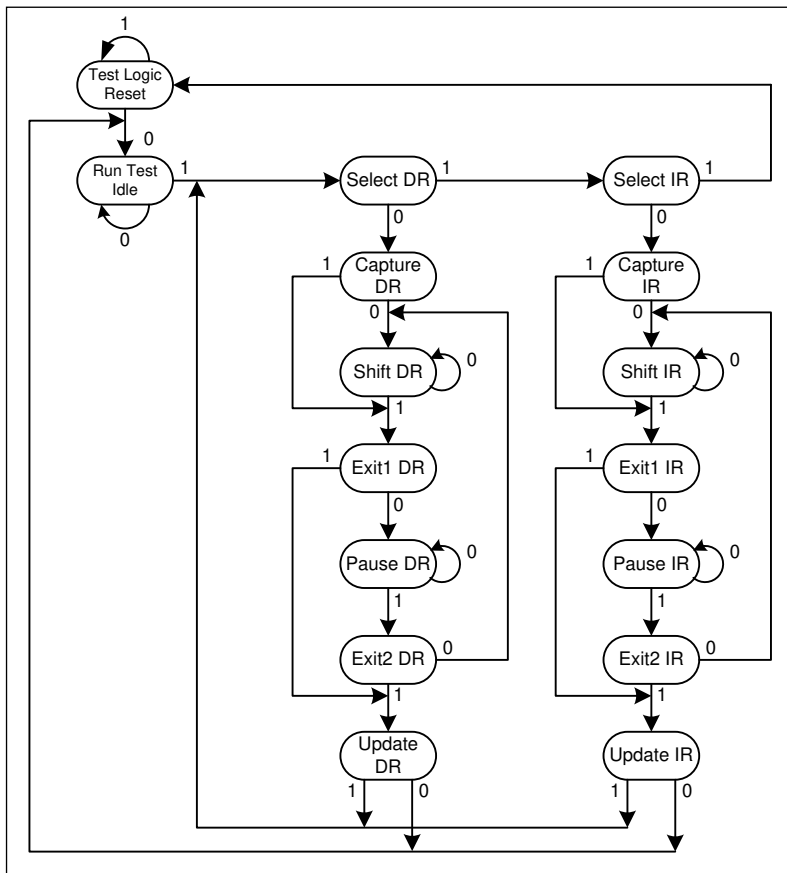 1
Test Logic
Reset
0
Run Test
Idle
1
0
Select DR
1
Select IR
1
0
0
1
Capture
DR
1
Capture
IR
0
0
Shift DR
0
Shift IR
0
1
1
1
Exit1 DR
1
Exit1 IR
0
0
Pause DR
0
Pause IR
0
1
1
Exit2 DR
0
Exit2 IR
0
1
1
Update
DR
Update IR
1
0
1
0